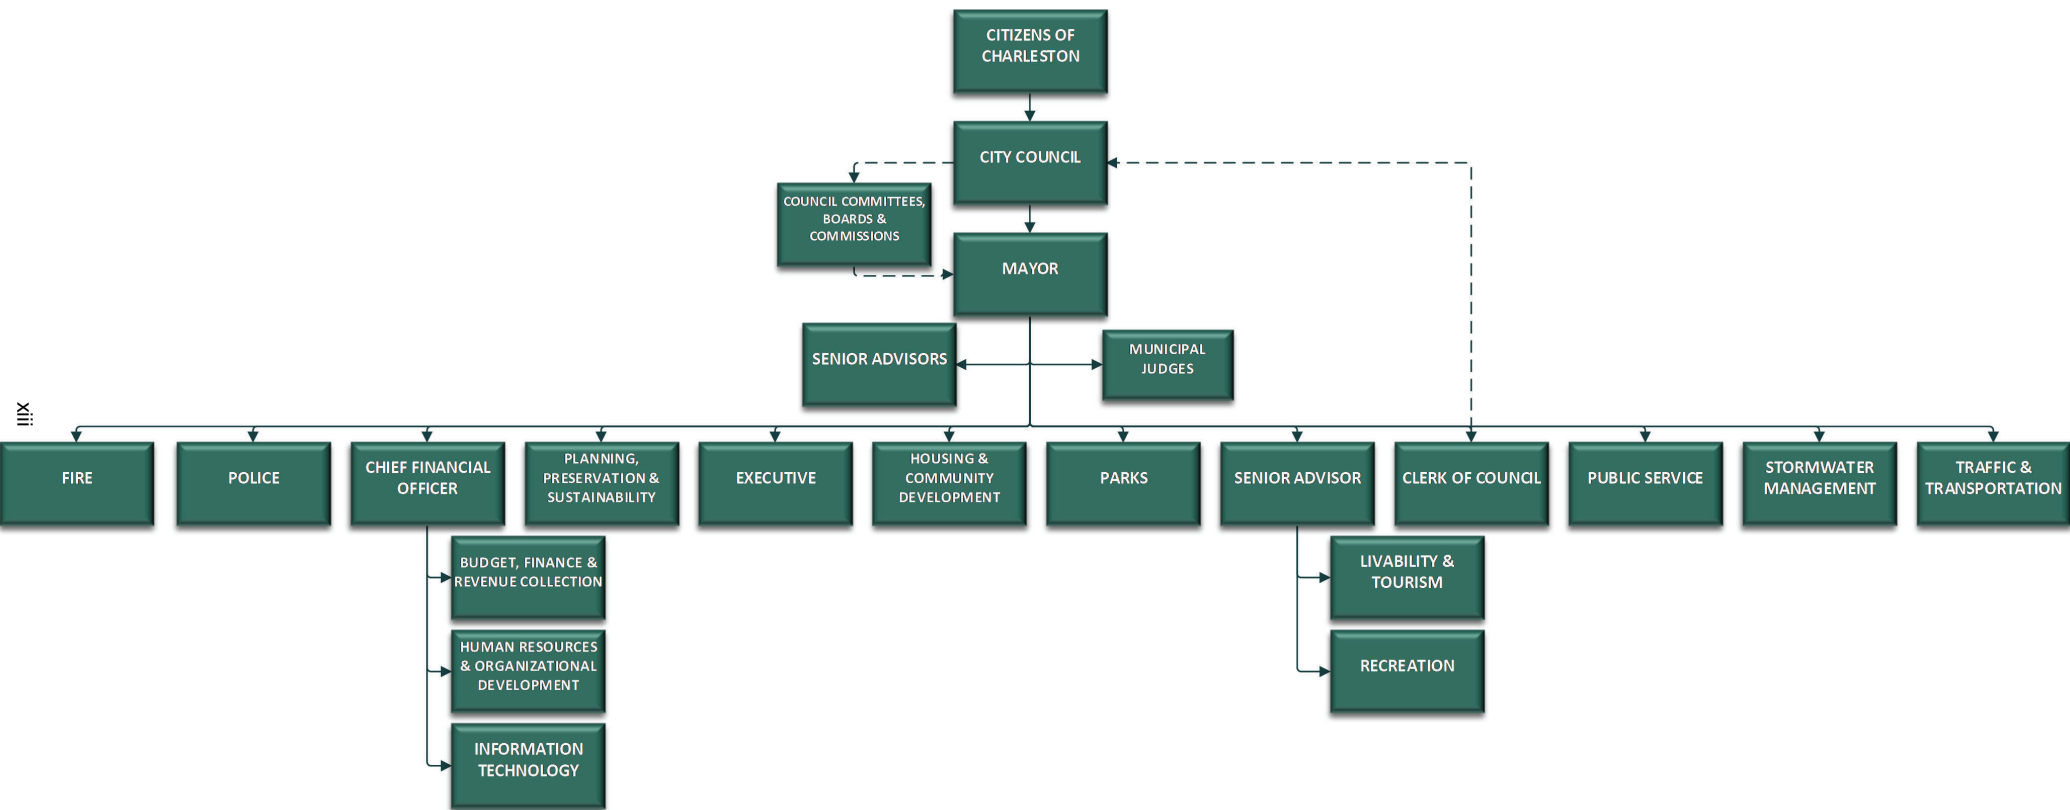 CITIZENS OF
CHARLESTON
CITY COUNCIL
COUNCIL COMMITTEES,
BOARDS &
COMMISSIONS
MAYOR
SENIOR ADVISORS
MUNICIPAL
JUDGES
xiii
FIRE
POLICE
CHIEF FINANCIAL
OFFICER
PLANNING,
PRESERVATION &
SUSTAINABILITY
EXECUTIVE
HOUSING &
COMMUNITY
DEVELOPMENT
PARKS
SENIOR ADVISOR
CLERK OF COUNCIL
PUBLIC SERVICE
STORMWATER
MANAGEMENT
TRAFFIC &
TRANSPORTATION
BUDGET, FINANCE &
REVENUE COLLECTION
HUMAN RESOURCES
& ORGANIZATIONAL
DEVELOPMENT
INFORMATION
TECHNOLOGY
LIVABILITY &
TOURISM
RECREATION